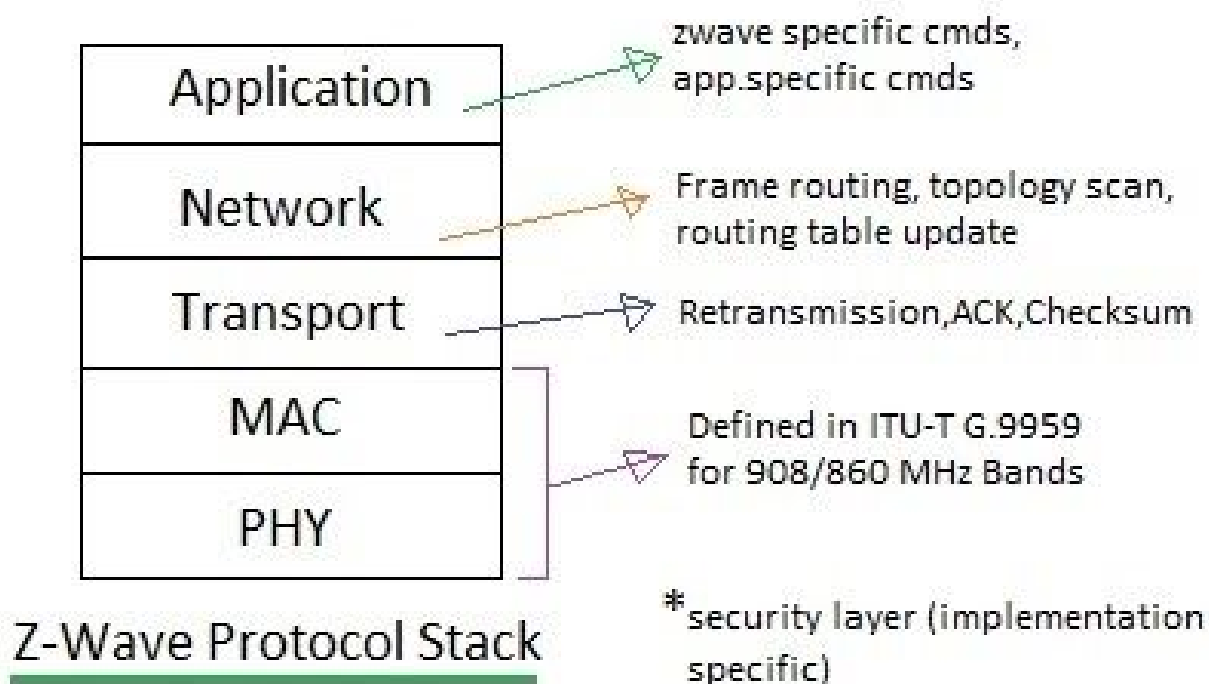 Application
zwave specific cmds,
app.specific cmds
Network
Frame routing, topology scan,
routing table update
Transport
Retransmission,ACK,Checksum
MAC
PHY
Defined in ITU-T G.9959
for 908/860 MHz Bands
Z-Wave Protocol Stack
*security layer (implementation
specific)